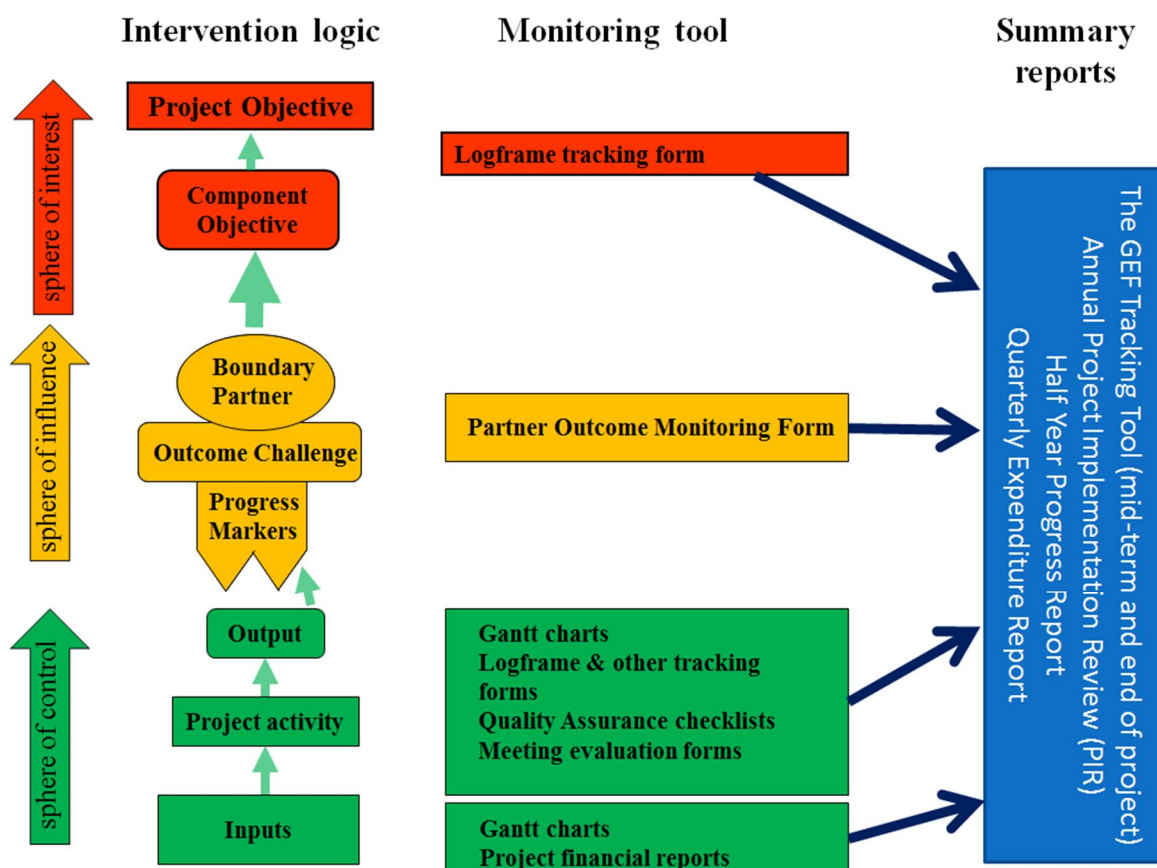 Intervention logic
Monitoring tool
Summary
reports
sphere of interest
Project Objective
Component
Objective
Logframe tracking form
sphere of influence
Boundary
Partner
Outcome Challenge
Progress
Markers
Partner Outcome Monitoring Form
sphere of control
Output
Project activity
Inputs
Gantt charts
Logframe & other tracking
forms
Quality Assurance checklists
Meeting evaluation forms
Gantt charts
Project financial reports
The GEF Tracking Tool (mid-term and end of project)
Annual Project Implementation Review (PIR)
Half Year Progress Report
Quarterly Expenditure Report